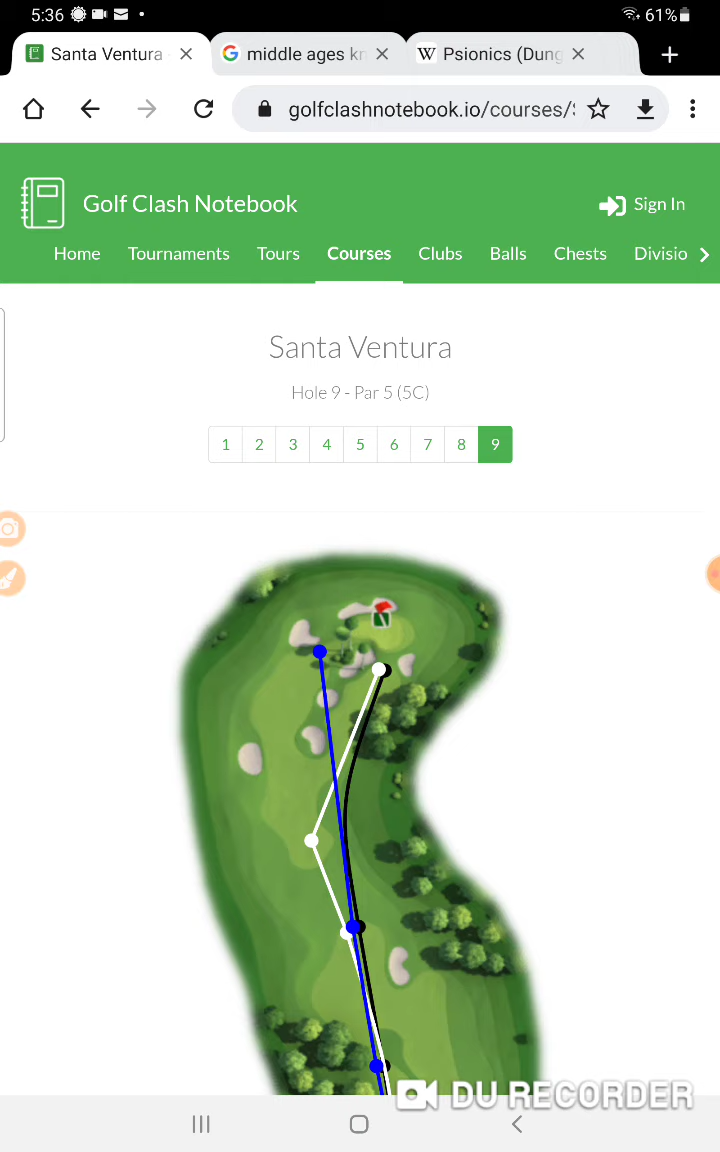 5:36 61%
Santa Ventura middle ages kn Psionics (Dung
golfclashnotebook.io/courses/S
Golf Clash Notebook Sign In
Home Tournaments Tours Courses Clubs Balls Chests Divisio
Santa Ventura
Hole 9 - Par 5 (5C)
1 2 3 4 5 6 7 8 9
DU RECORDER